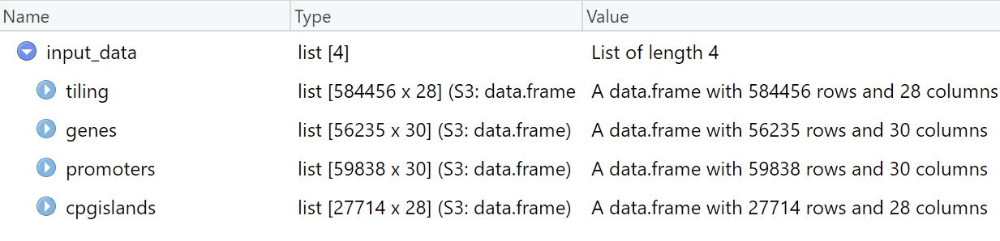 Name Type Value
input_data list [4] List of length 4
tiling list [584456 x 28] (S3: data.frame A data.frame with 584456 rows and 28 columns
genes list [56235 x 30] (S3: data.frame) A data.frame with 56235 rows and 30 columns
promoters list [59838 x 30] (S3: data.frame) A data.frame with 59838 rows and 30 columns
cpgislands list [27714 x 28] (S3: data.frame) A data.frame with 27714 rows and 28 columns